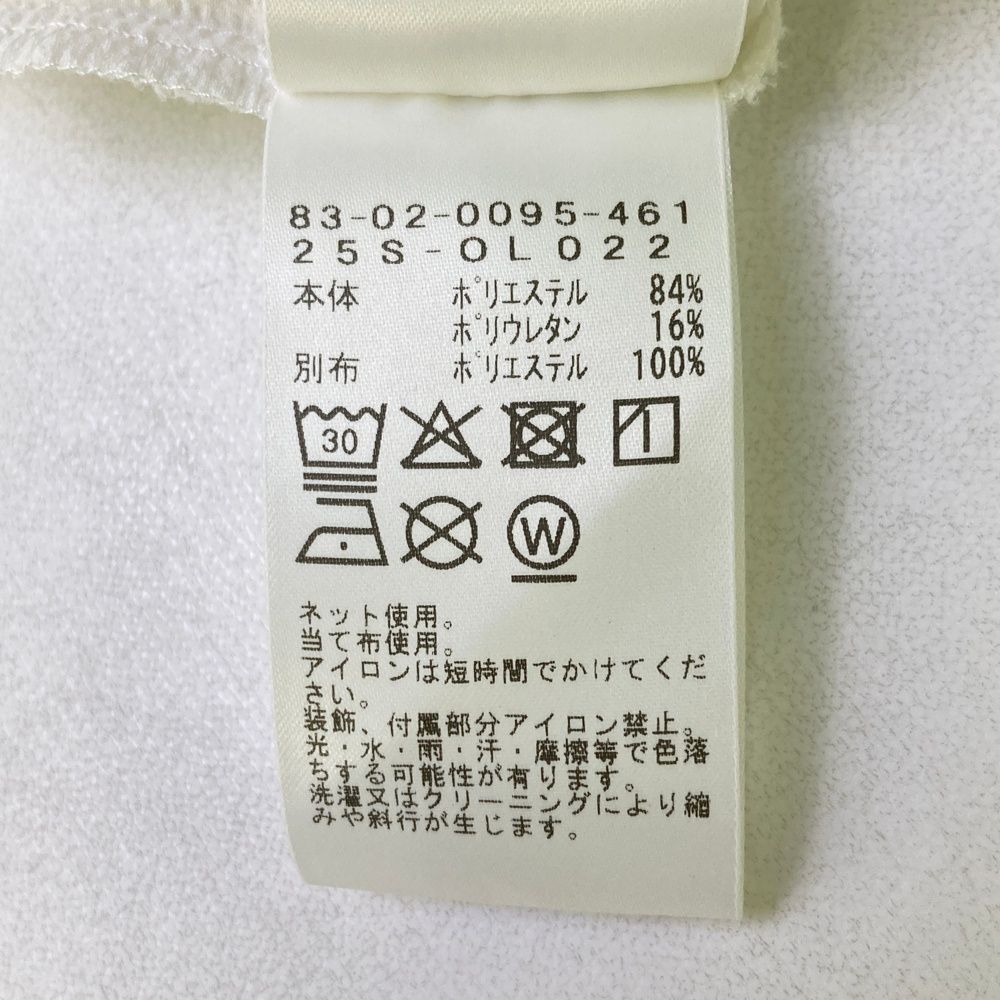 83-02-0095-461
25S-OL022
本体 ポリエステル 84%
ポリウレタン 16%
別布 ポリエステル 100%
30
W
ネット使用。
当て布使用。
アイロンは短時間でかけてくだ
さい。
装飾、付属部分アイロン禁止。
光・水・雨・汗・摩擦等で色落
ちする可能性が有ります。
洗濯又はクリーニングにより縮
みや斜行が生じます。